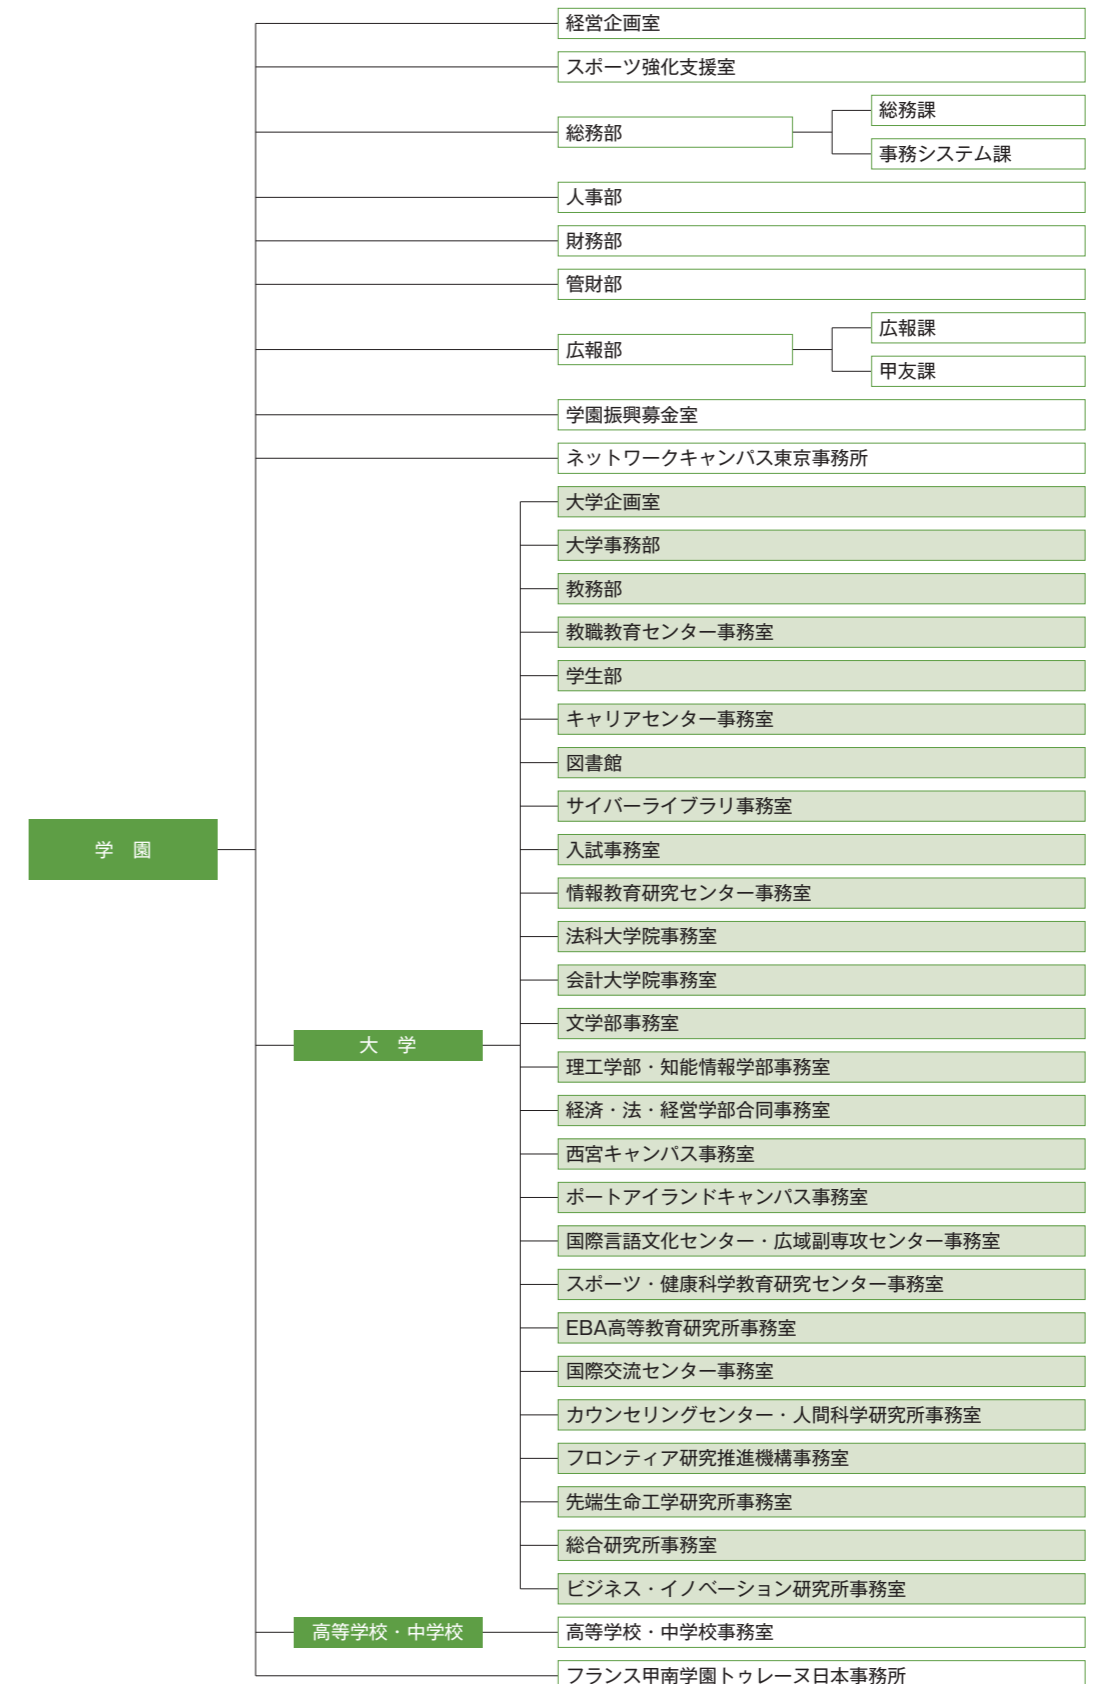 経営企画室
スポーツ強化支援室
総務部
総務課
事務システム課
人事部
財務部
管財部
広報部
広報課
甲友課
学園振興募金室
ネットワークキャンパス東京事務所
大学企画室
大学事務部
教務部
教職教育センター事務室
学生部
キャリアセンター事務室
図書館
サイバーライブラリ事務室
学　園
入試事務室
情報教育研究センター事務室
法科大学院事務室
会計大学院事務室
文学部事務室
大　学
理工学部・知能情報学部事務室
経済・法・経営学部合同事務室
西宮キャンパス事務室
ポートアイランドキャンパス事務室
国際言語文化センター・広域副専攻センター事務室
スポーツ・健康科学教育研究センター事務室
EBA高等教育研究所事務室
国際交流センター事務室
カウンセリングセンター・人間科学研究所事務室
フロンティア研究推進機構事務室
先端生命工学研究所事務室
総合研究所事務室
ビジネス・イノベーション研究所事務室
高等学校・中学校
高等学校・中学校事務室
フランス甲南学園トゥレーヌ日本事務所